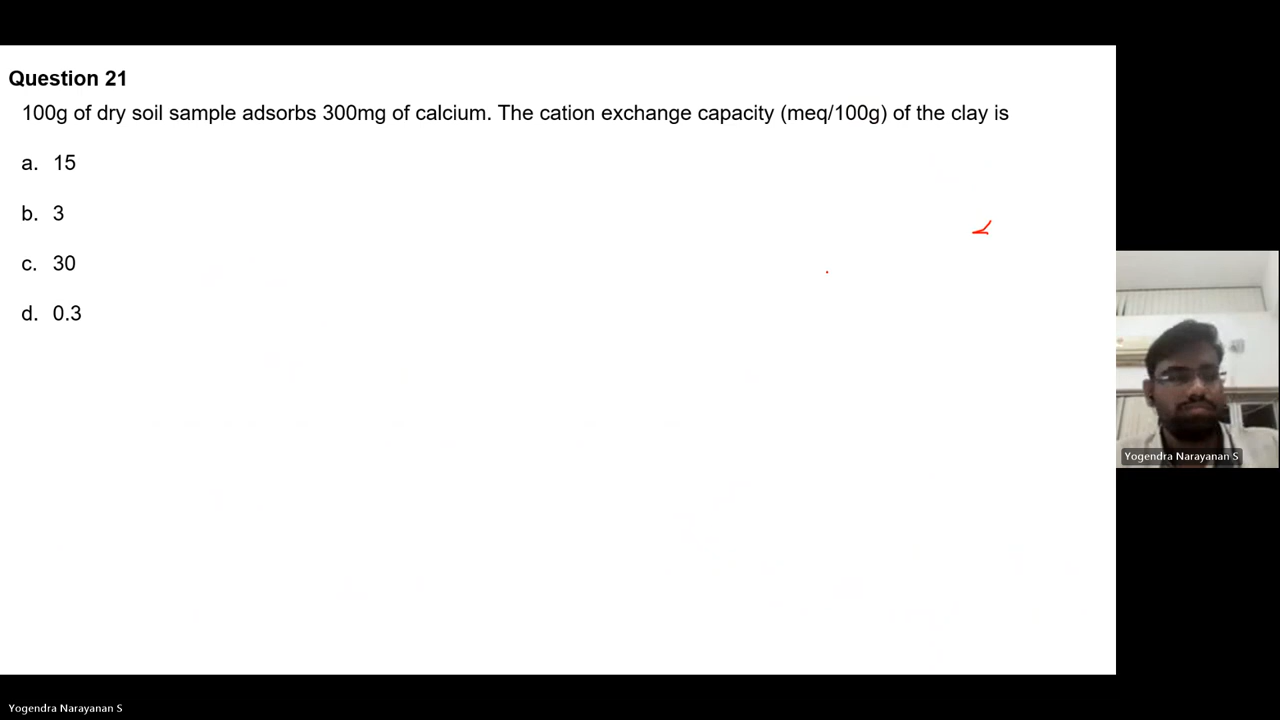 Question 21
100g of dry soil sample adsorbs 300mg of calcium. The cation exchange capacity (meq/100g) of the clay is
a. 15
b. 3
c. 30
d. 0.3
Yogendra Narayanan S
Yogendra Narayanan S